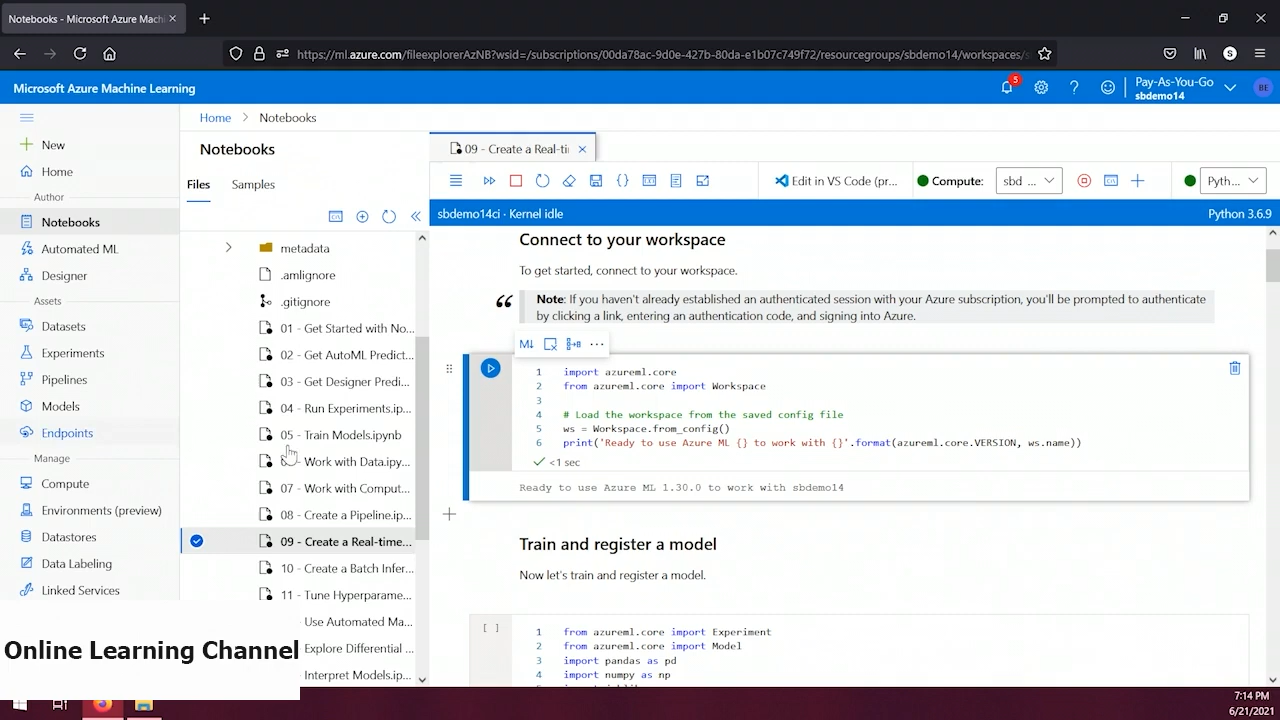 Notebooks - Microsoft Azure Machi
https://ml.azure.com/fileexplorerAzNB?wsid=/subscriptions/00da78ac-9d0e-427b-80da-e1b07c749f72/resourcegroups/sbdemo14/workspaces/s
S
Microsoft Azure Machine Learning
5
Pay-As-You-Go
sbdemo14
BE
New
Home
Author
Notebooks
Automated ML
Designer
Assets
Datasets
Experiments
Pipelines
Models
Endpoints
Manage
Compute
Environments (preview)
Datastores
Data Labeling
Linked Services
Home > Notebooks
Notebooks
Files Samples
metadata
.amlignore
.gitignore
01 - Get Started with No...
02 - Get AutoML Predict...
03 - Get Designer Predi...
04 - Run Experiments.ip...
05 - Train Models.ipynb
- Work with Data.ipy...
07 - Work with Comput...
08 - Create a Pipeline.ip...
09 - Create a Real-time...
10 - Create a Batch Infer...
11 - Tune Hyperparame...
Use Automated Ma...
Explore Differential ...
Interpret Models.ip...
09 - Create a Real-ti
Edit in VS Code (pr...
Compute:
sbd ...
Pyth...
sbdemo14ci · Kernel idle
Python 3.6.9
Connect to your workspace
To get started, connect to your workspace.
Note: If you haven't already established an authenticated session with your Azure subscription, you'll be prompted to authenticate
by clicking a link, entering an authentication code, and signing into Azure.
M↓
1 import azureml.core
2 from azureml.core import Workspace
3
4 # Load the workspace from the saved config file
5 ws = Workspace.from_config()
6 print('Ready to use Azure ML {} to work with {}'.format(azureml.core.VERSION, ws.name))
<1 sec
Ready to use Azure ML 1.30.0 to work with sbdemo14
Train and register a model
Now let's train and register a model.
[ ]
1 from azureml.core import Experiment
2 from azureml.core import Model
3 import pandas as pd
4 import numpy as np
Online Learning Channel
7:14 PM
6/21/2021